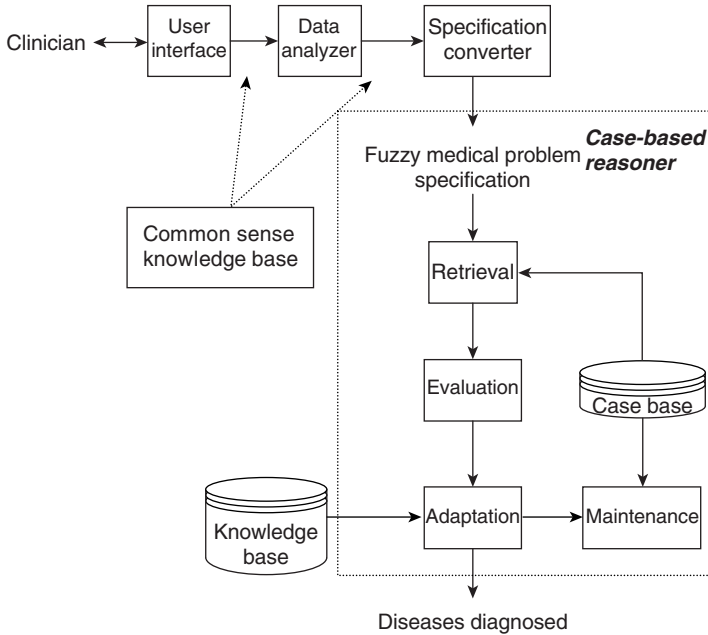 Clinician
User
interface
Data
analyzer
Specification
converter
Case-based
reasoner
Fuzzy medical problem
specification
Common sense
knowledge base
Retrieval
Evaluation
Case base
Knowledge
base
Adaptation
Maintenance
Diseases diagnosed